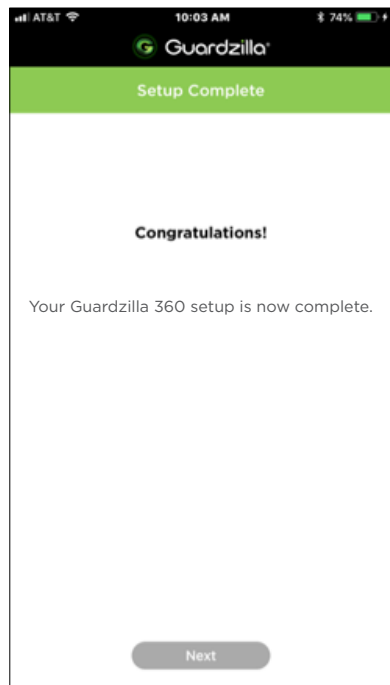 AT&T 10:03 AM 74%
Guardzilla®
Setup Complete
Congratulations!
Your Guardzilla 360 setup is now complete.
Next